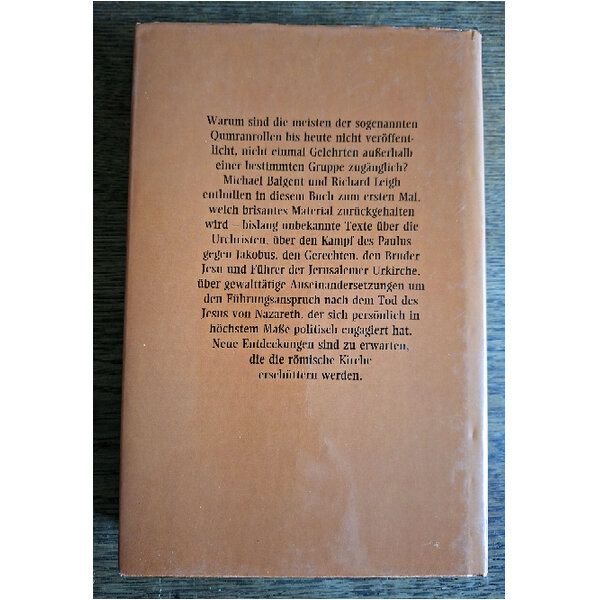 Warum sind die meisten der sogenannten
Qumranrollen bis heute nicht veröffent-
licht, nicht einmal Gelehrten außerhalb
einer bestimmten Gruppe zugänglich?
Michael Baigent und Richard Leigh
enthüllen in diesem Buch zum ersten Mal,
welch brisantes Material zurückgehalten
wird – bislang unbekannte Texte über die
Urchristen, über den Kampf des Paulus
gegen Jakobus, den Gerechten, den Bruder
Jesu und Führer der Jerusalemer Urkirche,
über gewalttätige Auseinandersetzungen um
den Führungsanspruch nach dem Tod des
Jesus von Nazareth, der sich persönlich in
höchstem Maße politisch engagiert hat.
Neue Entdeckungen sind zu erwarten,
die die römische Kirche
erschüttern werden.